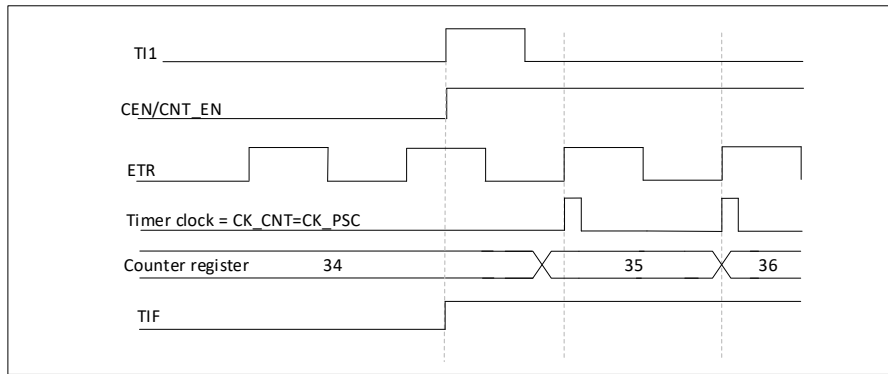 TI1
CEN/CNT_EN
ETR
Timer clock = CK_CNT=CK_PSC
Counter register 34 35 36
TIF